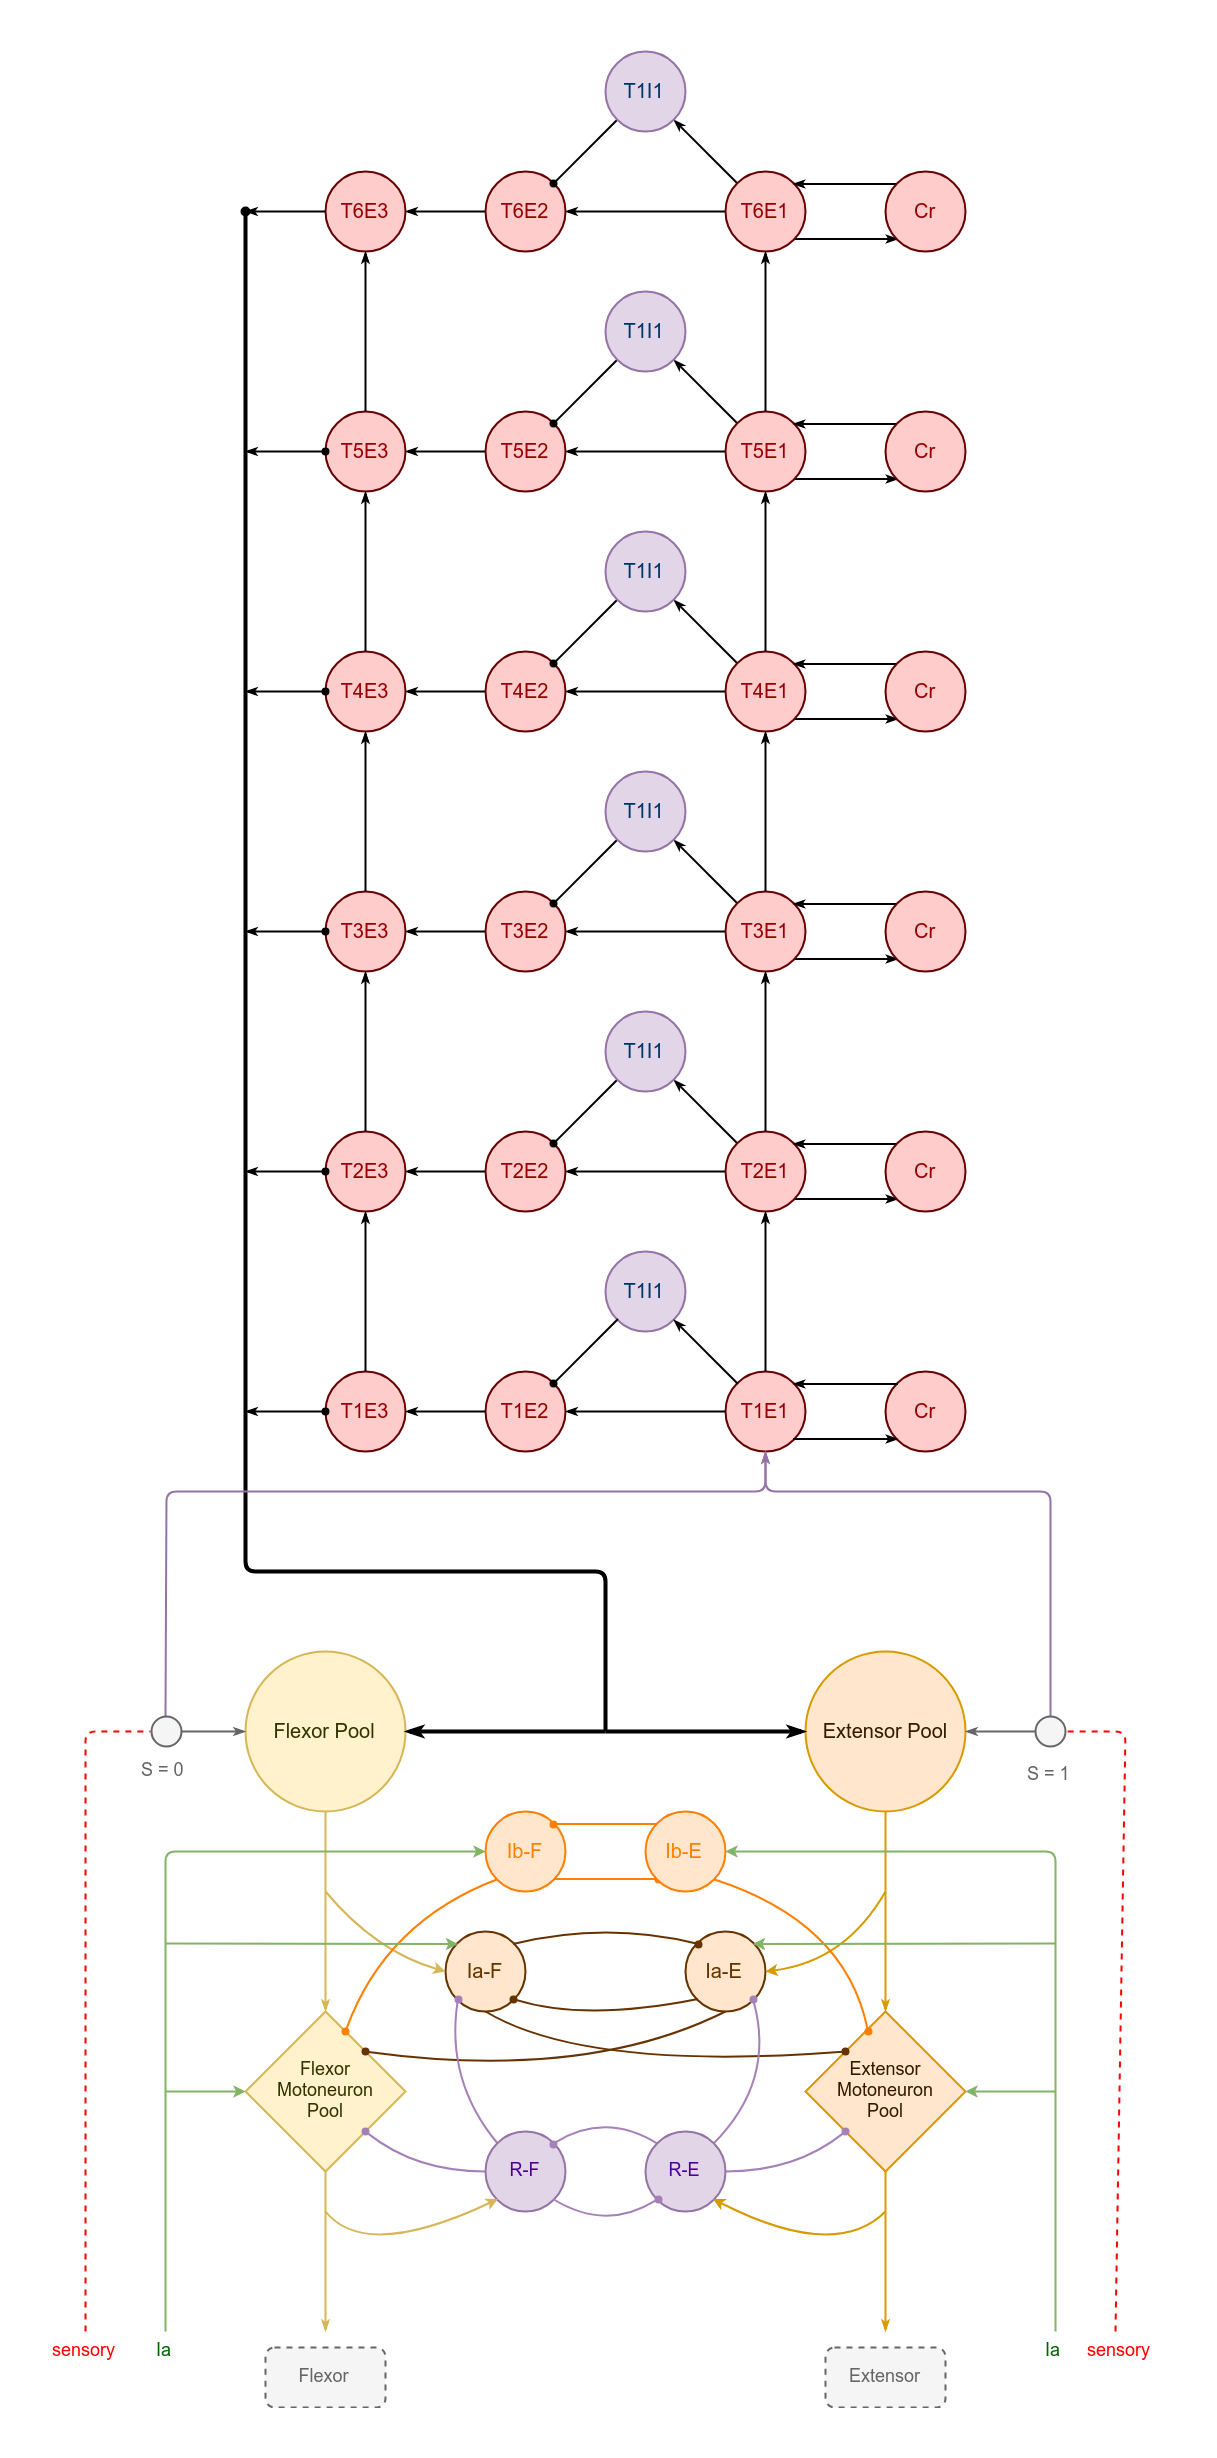 T1I1
T6E3
T6E2
T6E1
Cr
T1I1
T5E3
T5E2
T5E1
Cr
T1I1
T4E3
T4E2
T4E1
Cr
T1I1
T3E3
T3E2
T3E1
Cr
T1I1
T2E3
T2E2
T2E1
Cr
T1I1
T1E3
T1E2
T1E1
Cr
Flexor Pool
Extensor Pool
S = 0
S = 1
Ib-F
Ib-E
Ia-F
Ia-E
Flexor
Motoneuron
Pool
Extensor
Motoneuron
Pool
R-F
R-E
sensory
Ia
Ia
sensory
Flexor
Extensor